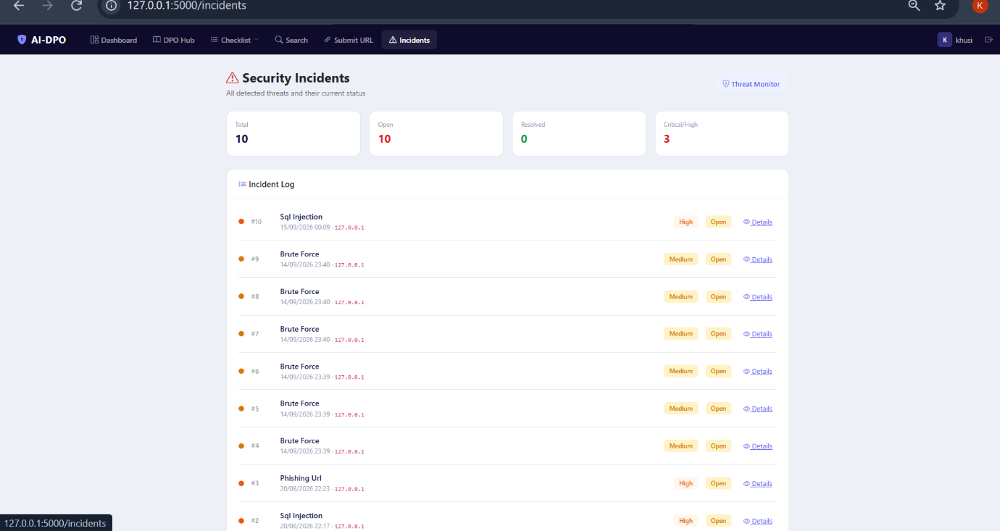 127.0.0.1:5000/incidents
K
AI-DPO
Dashboard
DPO Hub
Checklist
Search
Submit URL
Incidents
K
khusi
Security Incidents
All detected threats and their current status
Threat Monitor
Total
10
Open
10
Resolved
0
Critical/High
3
Incident Log
#10
Sql Injection
15/09/2026 00:09 · 127.0.0.1
High
Open
Details
#9
Brute Force
14/09/2026 23:40 · 127.0.0.1
Medium
Open
Details
#8
Brute Force
14/09/2026 23:40 · 127.0.0.1
Medium
Open
Details
#7
Brute Force
14/09/2026 23:40 · 127.0.0.1
Medium
Open
Details
#6
Brute Force
14/09/2026 23:39 · 127.0.0.1
Medium
Open
Details
#5
Brute Force
14/09/2026 23:39 · 127.0.0.1
Medium
Open
Details
#4
Brute Force
14/09/2026 23:39 · 127.0.0.1
Medium
Open
Details
#3
Phishing Url
20/08/2026 22:23 · 127.0.0.1
High
Open
Details
#2
Sql Injection
20/08/2026 22:17 · 127.0.0.1
High
Open
Details
127.0.0.1:5000/incidents